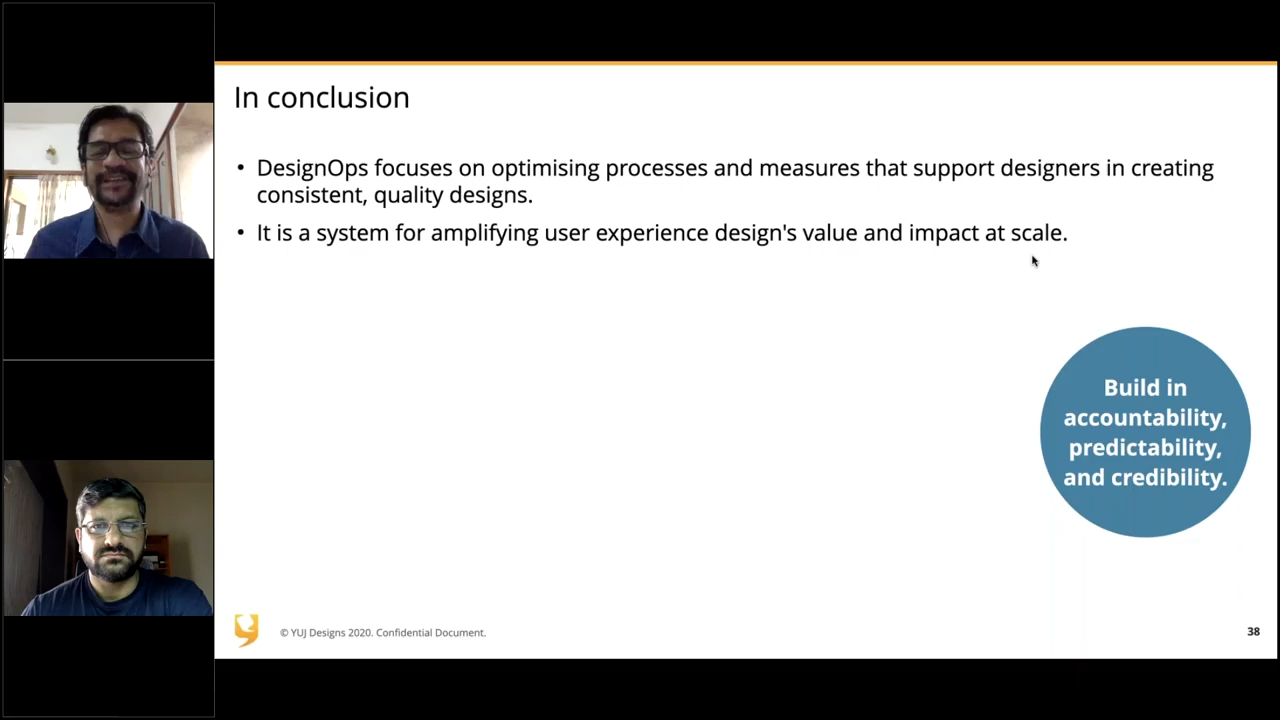 In conclusion
• DesignOps focuses on optimising processes and measures that support designers in creating
consistent, quality designs.
• It is a system for amplifying user experience design's value and impact at scale.
Build in
accountability,
predictability,
and credibility.
© YUJ Designs 2020. Confidential Document.
38